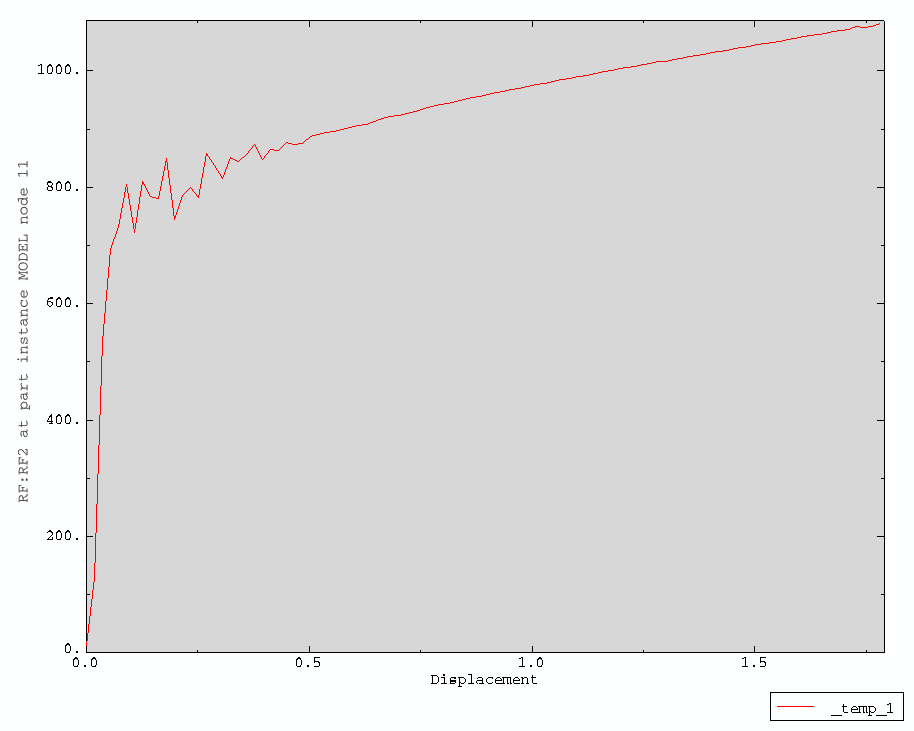 RF:RF2 at part instance MODEL node 11
1000.
800.
600.
400.
200.
0.
0.0 0.5 1.0 1.5
Displacement
_temp_1